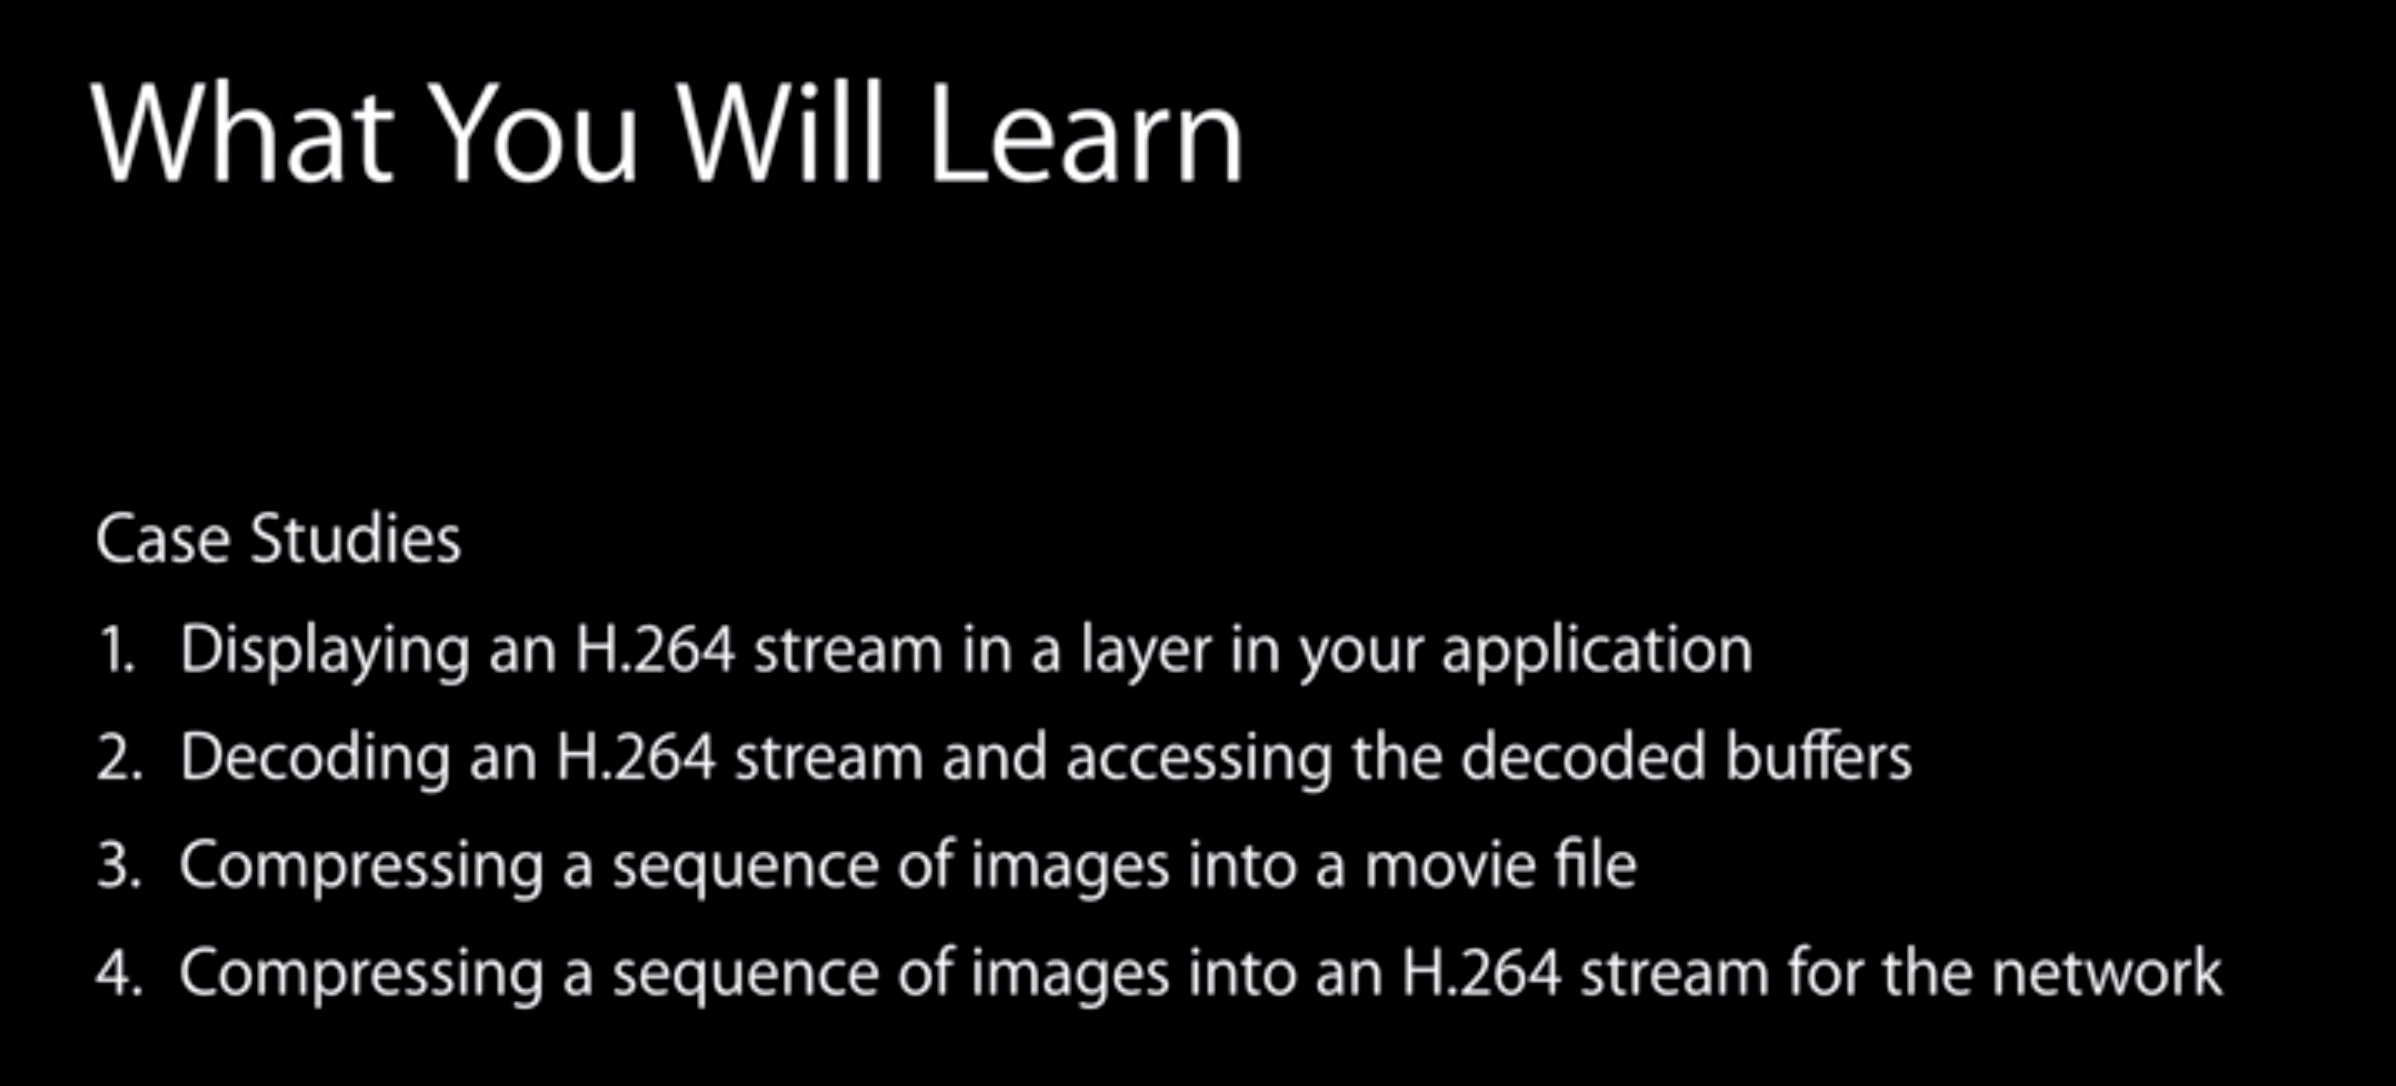 What You Will Learn
Case Studies
1. Displaying an H.264 stream in a layer in your application
2. Decoding an H.264 stream and accessing the decoded buffers
3. Compressing a sequence of images into a movie file
4. Compressing a sequence of images into an H.264 stream for the network